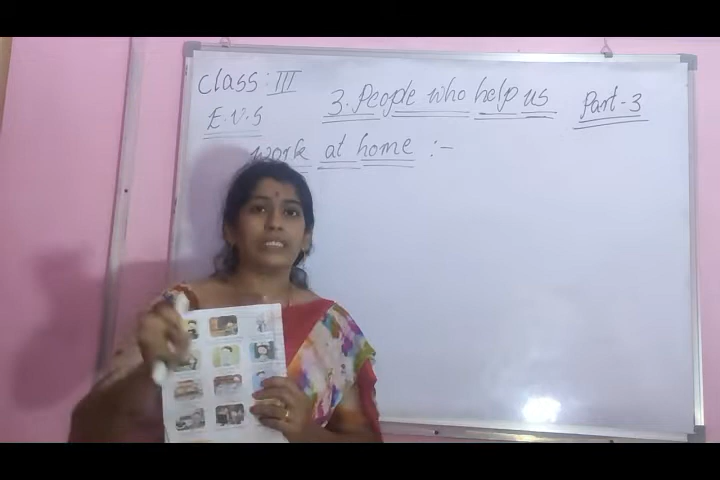 Class: III
3. People who help us
Part-3
E.V.S
Work at home :-